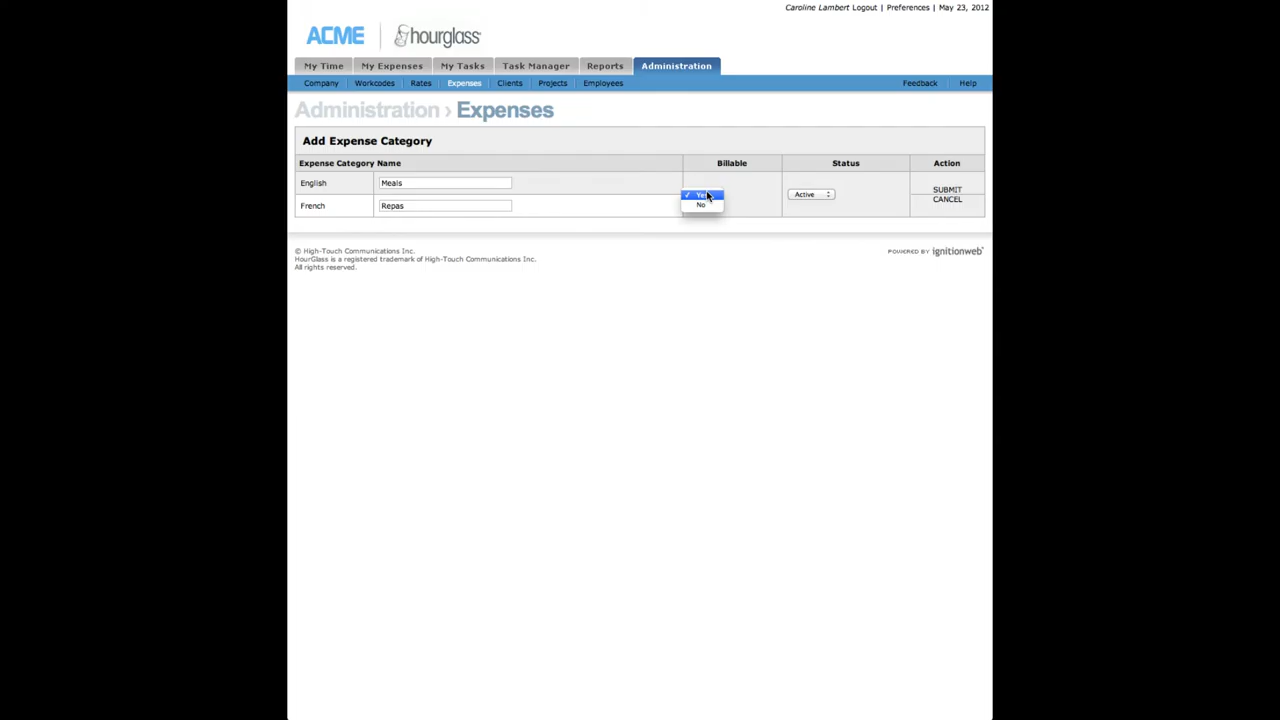 Caroline Lambert Logout | Preferences | May 23, 2012
ACME hourglass
My Time My Expenses My Tasks Task Manager Reports Administration
Company Workcodes Rates Expenses Clients Projects Employees Feedback Help
Administration › Expenses
Add Expense Category
Expense Category Name Billable Status Action
English Meals
Yes
Active
SUBMIT
CANCEL
French Repas
No
© High-Touch Communications Inc.
HourGlass is a registered trademark of High-Touch Communications Inc.
All rights reserved.
POWERED BY ignitionweb